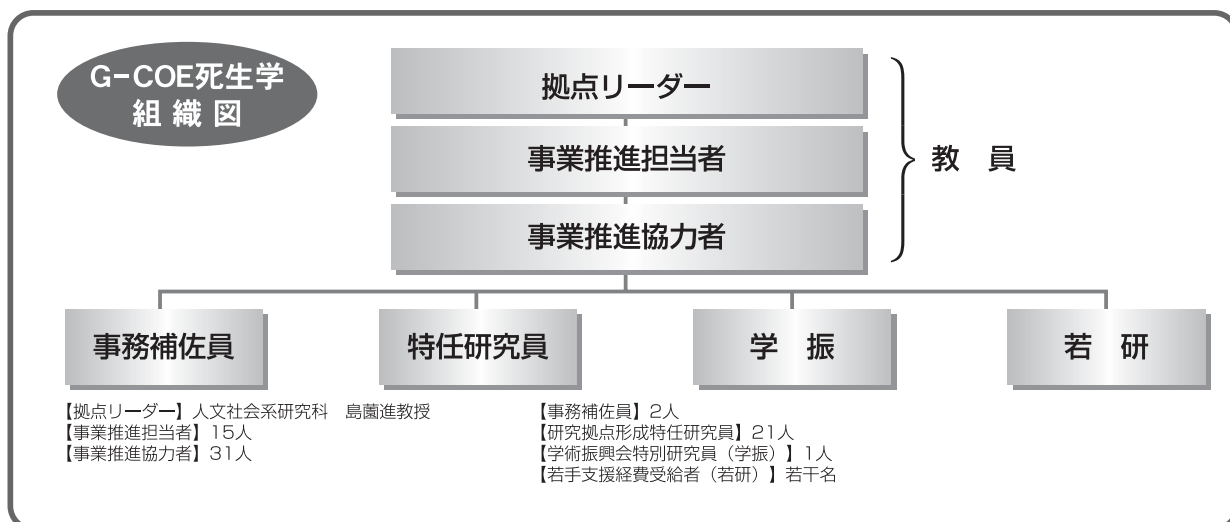 G-COE死生学
組織図
拠点リーダー
事業推進担当者
事業推進協力者
教 員
事務補佐員
特任研究員
学 振
若 研
【拠点リーダー】人文社会系研究科 島薗進教授
【事業推進担当者】15人
【事業推進協力者】31人
【事務補佐員】2人
【研究拠点形成特任研究員】21人
【学術振興会特別研究員（学振）】1人
【若手支援経費受給者（若研）】若干名